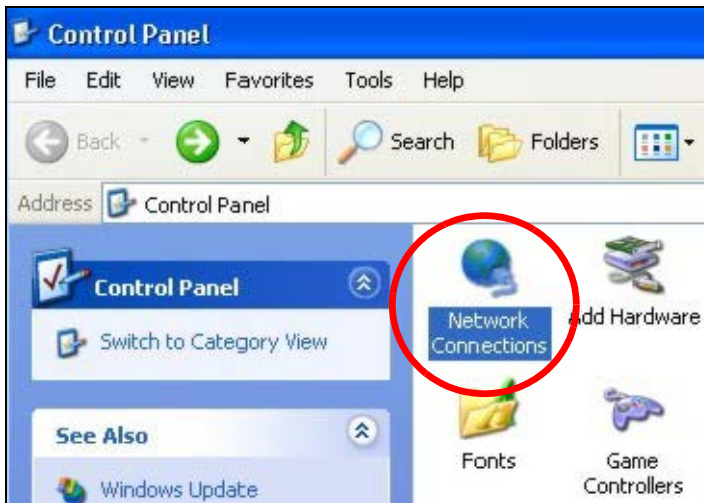 Control Panel
File Edit View Favorites Tools Help
Back Search Folders
Address Control Panel
Control Panel
Switch to Category View
See Also
Windows Update
Network
Connections
Add Hardware
Fonts
Game
Controllers